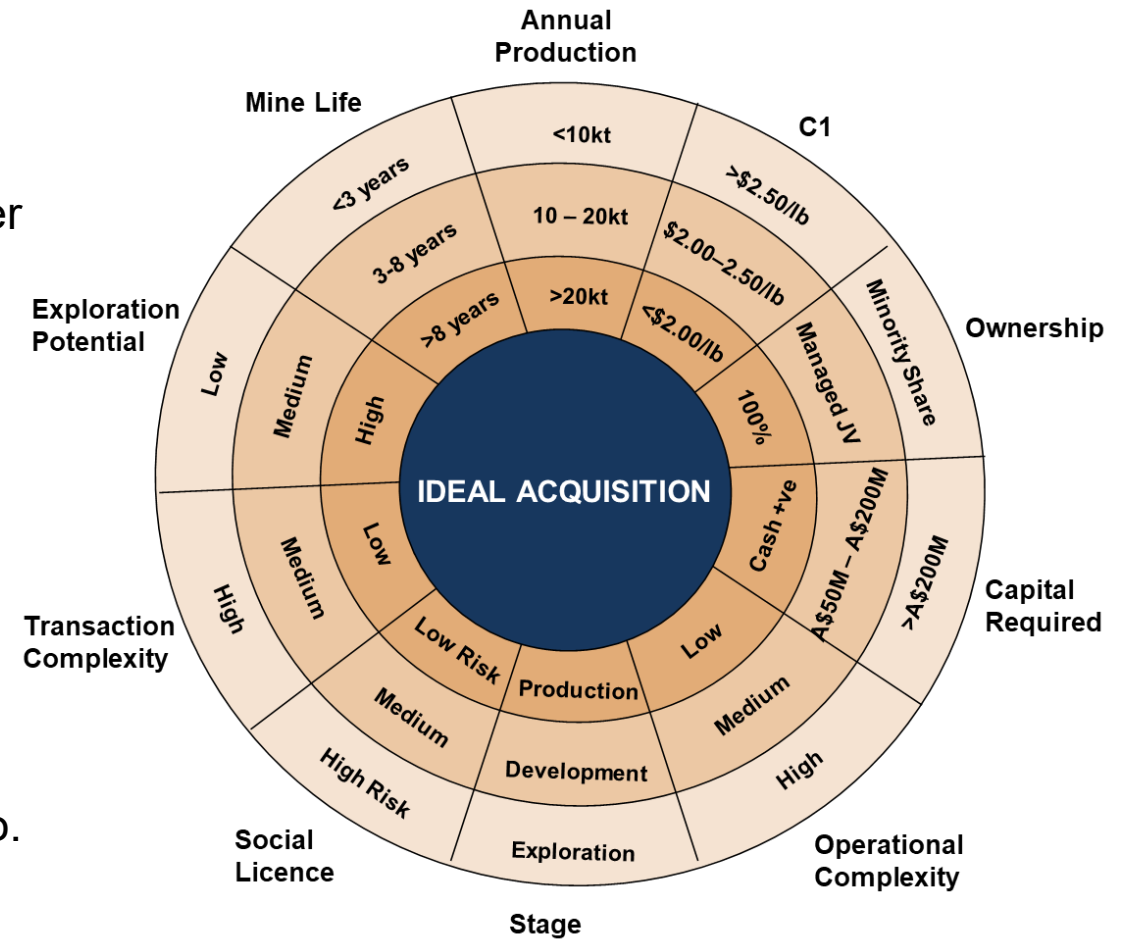 Annual
Production
Mine Life
C1
<10kt
<3 years
>$2.50/lb
er
10 – 20kt
3-8 years
$2.00–2.50/lb
Exploration
Potential
>20kt
>8 years
<$2.00/lb
Minority Share
Ownership
Low
Medium
High
100%
Managed JV
IDEAL ACQUISITION
Cash +ve
A$50M – A$200M
>A$200M
Capital
Required
Low
Medium
High
Transaction
Complexity
Low Risk
Production
Low
Medium
Medium
Development
High Risk
High
p.
Social
Licence
Exploration
Operational
Complexity
Stage